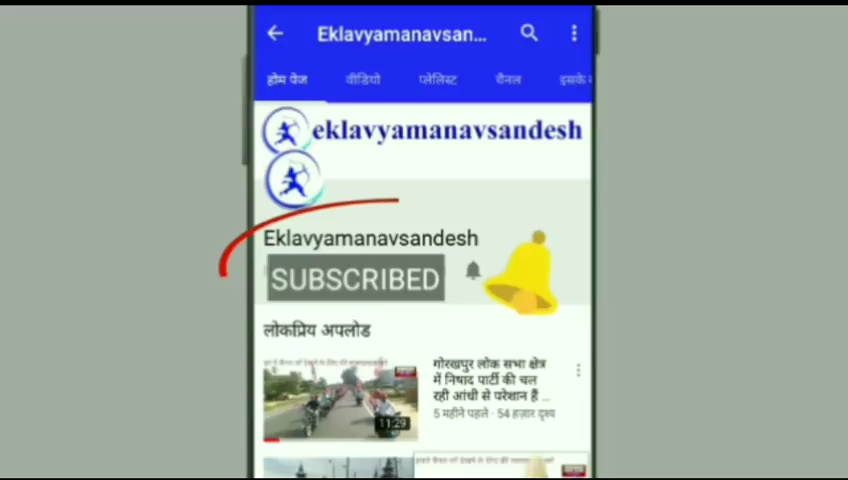 Eklavyamanavsan...
होम पेज वीडियो प्लेलिस्ट चैनल इसके
eklavyamanavsandesh
Eklavyamanavsandesh
SUBSCRIBED
लोकप्रिय अपलोड
गोरखपुर लोक सभा क्षेत्र
में निषाद पार्टी की चल
रही आंधी से परेशान हैं ...
5 महीने पहले · 54 हज़ार दृश्य
11:29